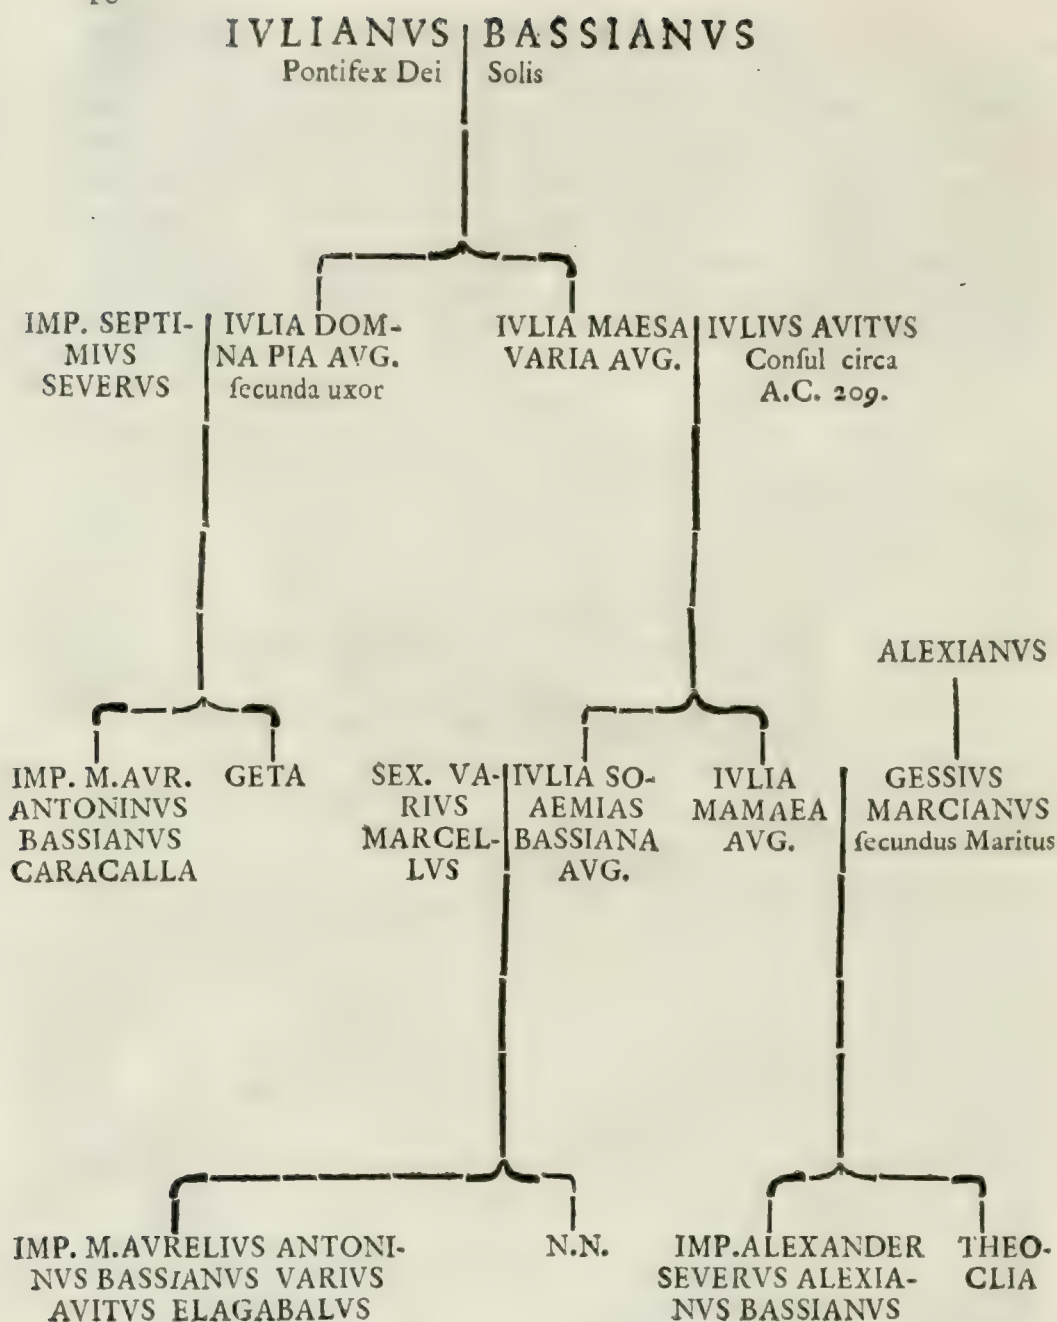 IVLIANVS BASSIANVS
Pontifex Dei Solis
IMP. SEPTI-
MIVS
SEVERVS
IVLIA DOM-
NA PIA AVG.
ſecunda uxor
IVLIA MAESA
VARIA AVG.
IVLIVS AVITVS
Conſul circa
A.C. 209.
ALEXIANVS
IMP. M.AVR.
ANTONINVS
BASSIANVS
CARACALLA
GETA
SEX. VA-
RIVS
MARCEL-
LVS
IVLIA SO-
AEMIAS
BASSIANA
AVG.
IVLIA
MAMAEA
AVG.
GESSIVS
MARCIANVS
ſecundus Maritus
IMP. M.AVRELIVS ANTONI-
NVS BASSIANVS VARIVS
AVITVS ELAGABALVS
N.N.
IMP.ALEXANDER
SEVERVS ALEXIA-
NVS BASSIANVS
THEO-
CLIA